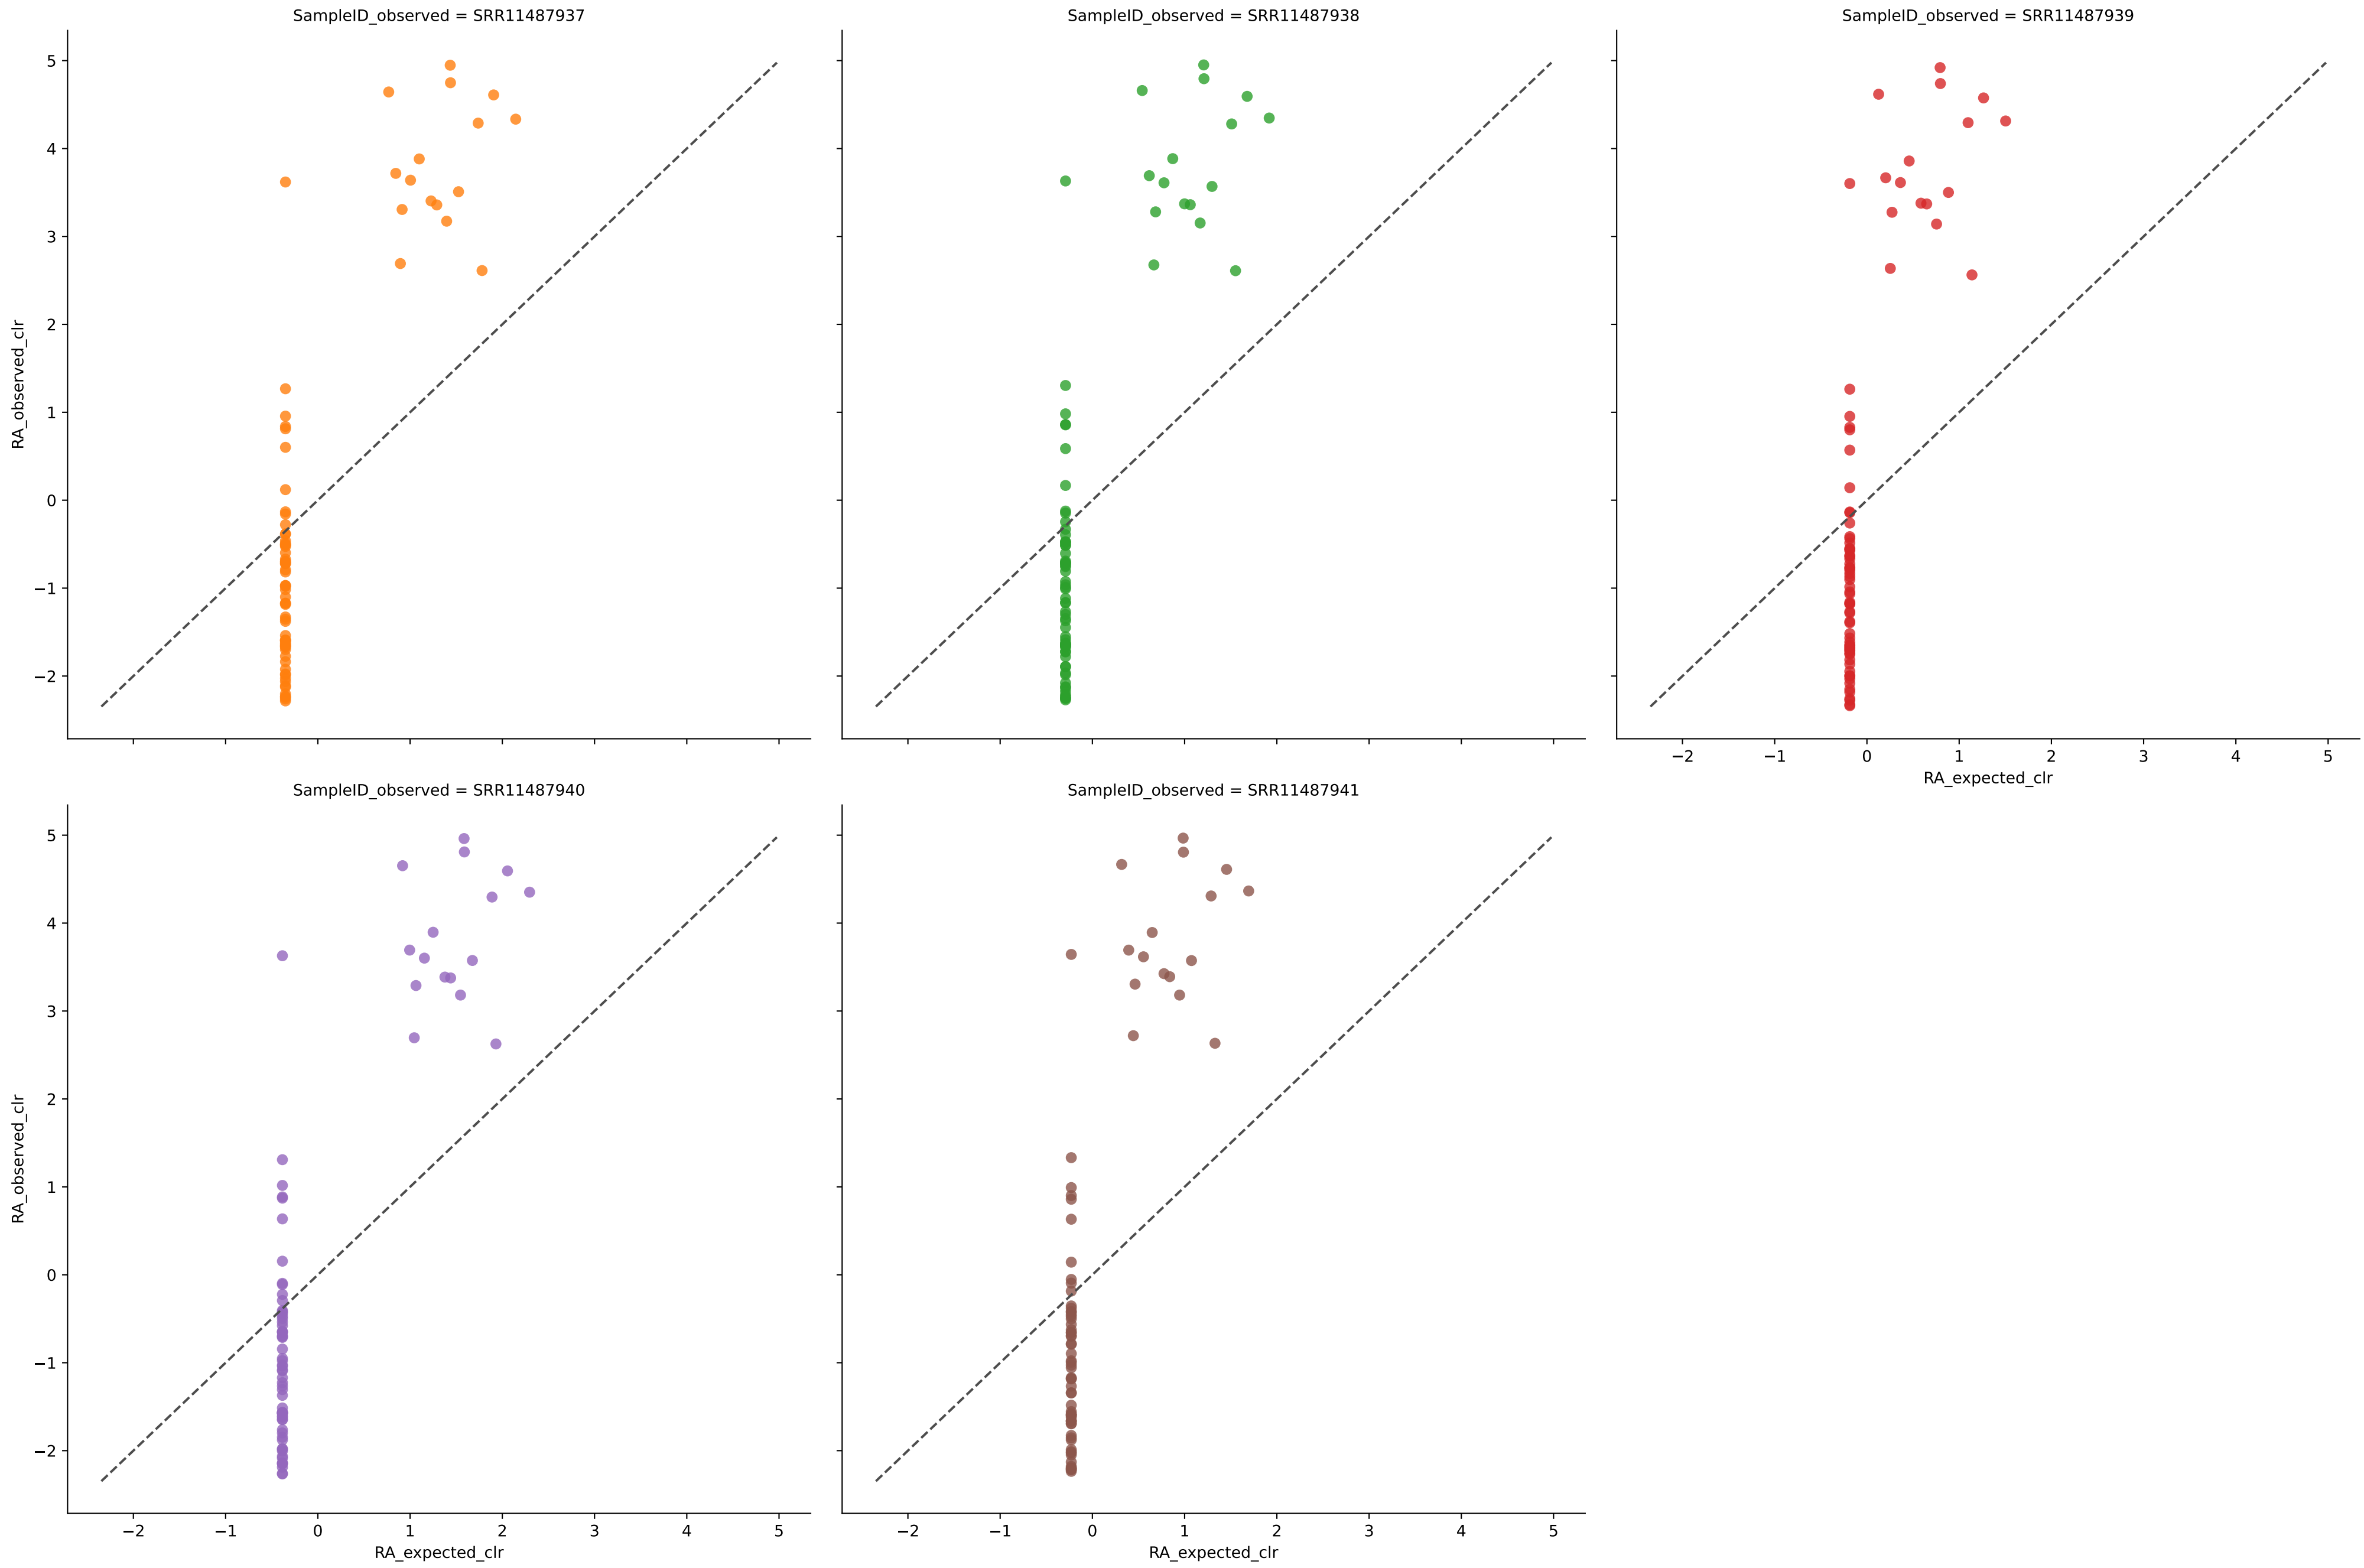 SampleID_observed = SRR11487937
SampleID_observed = SRR11487938
SampleID_observed = SRR11487939
5
4
3
2
1
0
−1
−2
RA_observed_clr
−2 −1 0 1 2 3 4 5
RA_expected_clr
SampleID_observed = SRR11487940
SampleID_observed = SRR11487941
5
4
3
2
1
0
−1
−2
RA_observed_clr
−2 −1 0 1 2 3 4 5
RA_expected_clr
−2 −1 0 1 2 3 4 5
RA_expected_clr